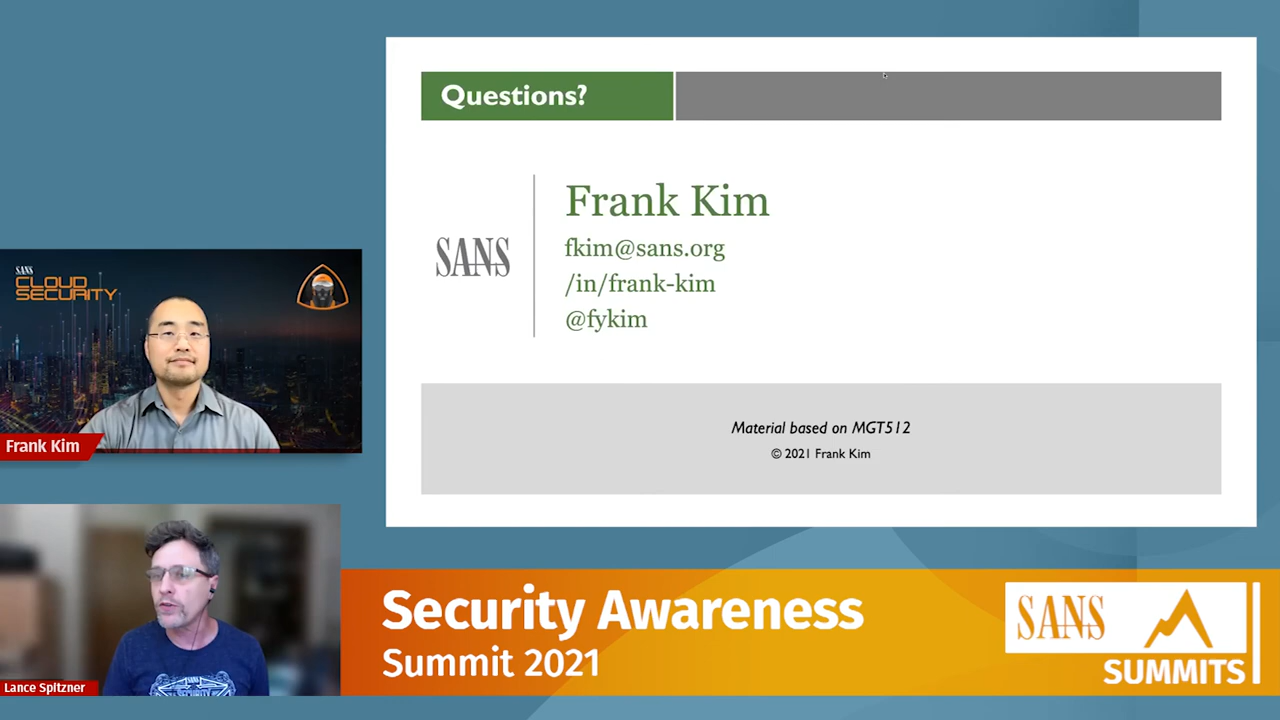 Questions?
SANS
Frank Kim
fkim@sans.org
/in/frank-kim
@fykim
Material based on MGT512
© 2021 Frank Kim
SANS
CLOUD
SECURITY
Frank Kim
Lance Spitzner
Security Awareness
Summit 2021
SANS
SUMMITS